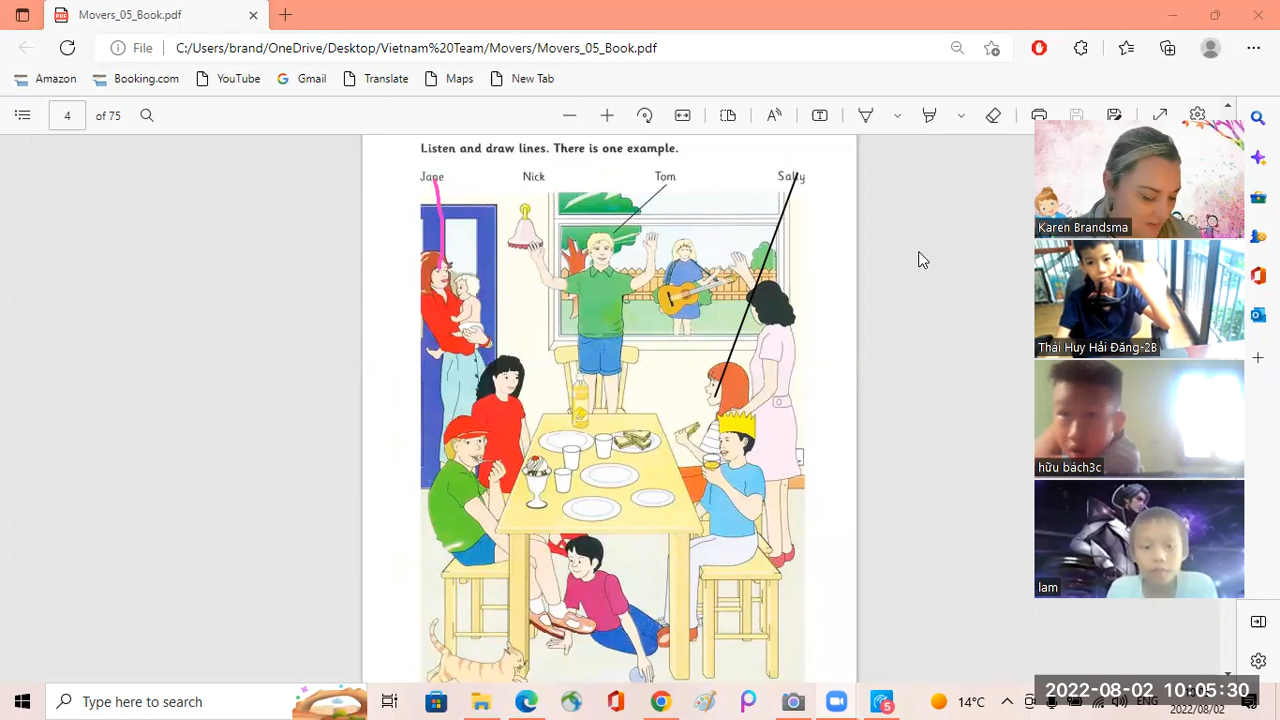 Movers_05_Book.pdf
File C:/Users/brand/OneDrive/Desktop/Vietnam%20Team/Movers/Movers_05_Book.pdf
Amazon Booking.com YouTube Gmail Translate Maps New Tab
4 of 75
Listen and draw lines. There is one example.
Jane Nick Tom Sally
Karen Brandsma
Thái Huy Hải Đăng-2B
hữu bách3c
lam
Type here to search
5
14°C
ENG
2022-08-02 10:05:30
2022/08/02